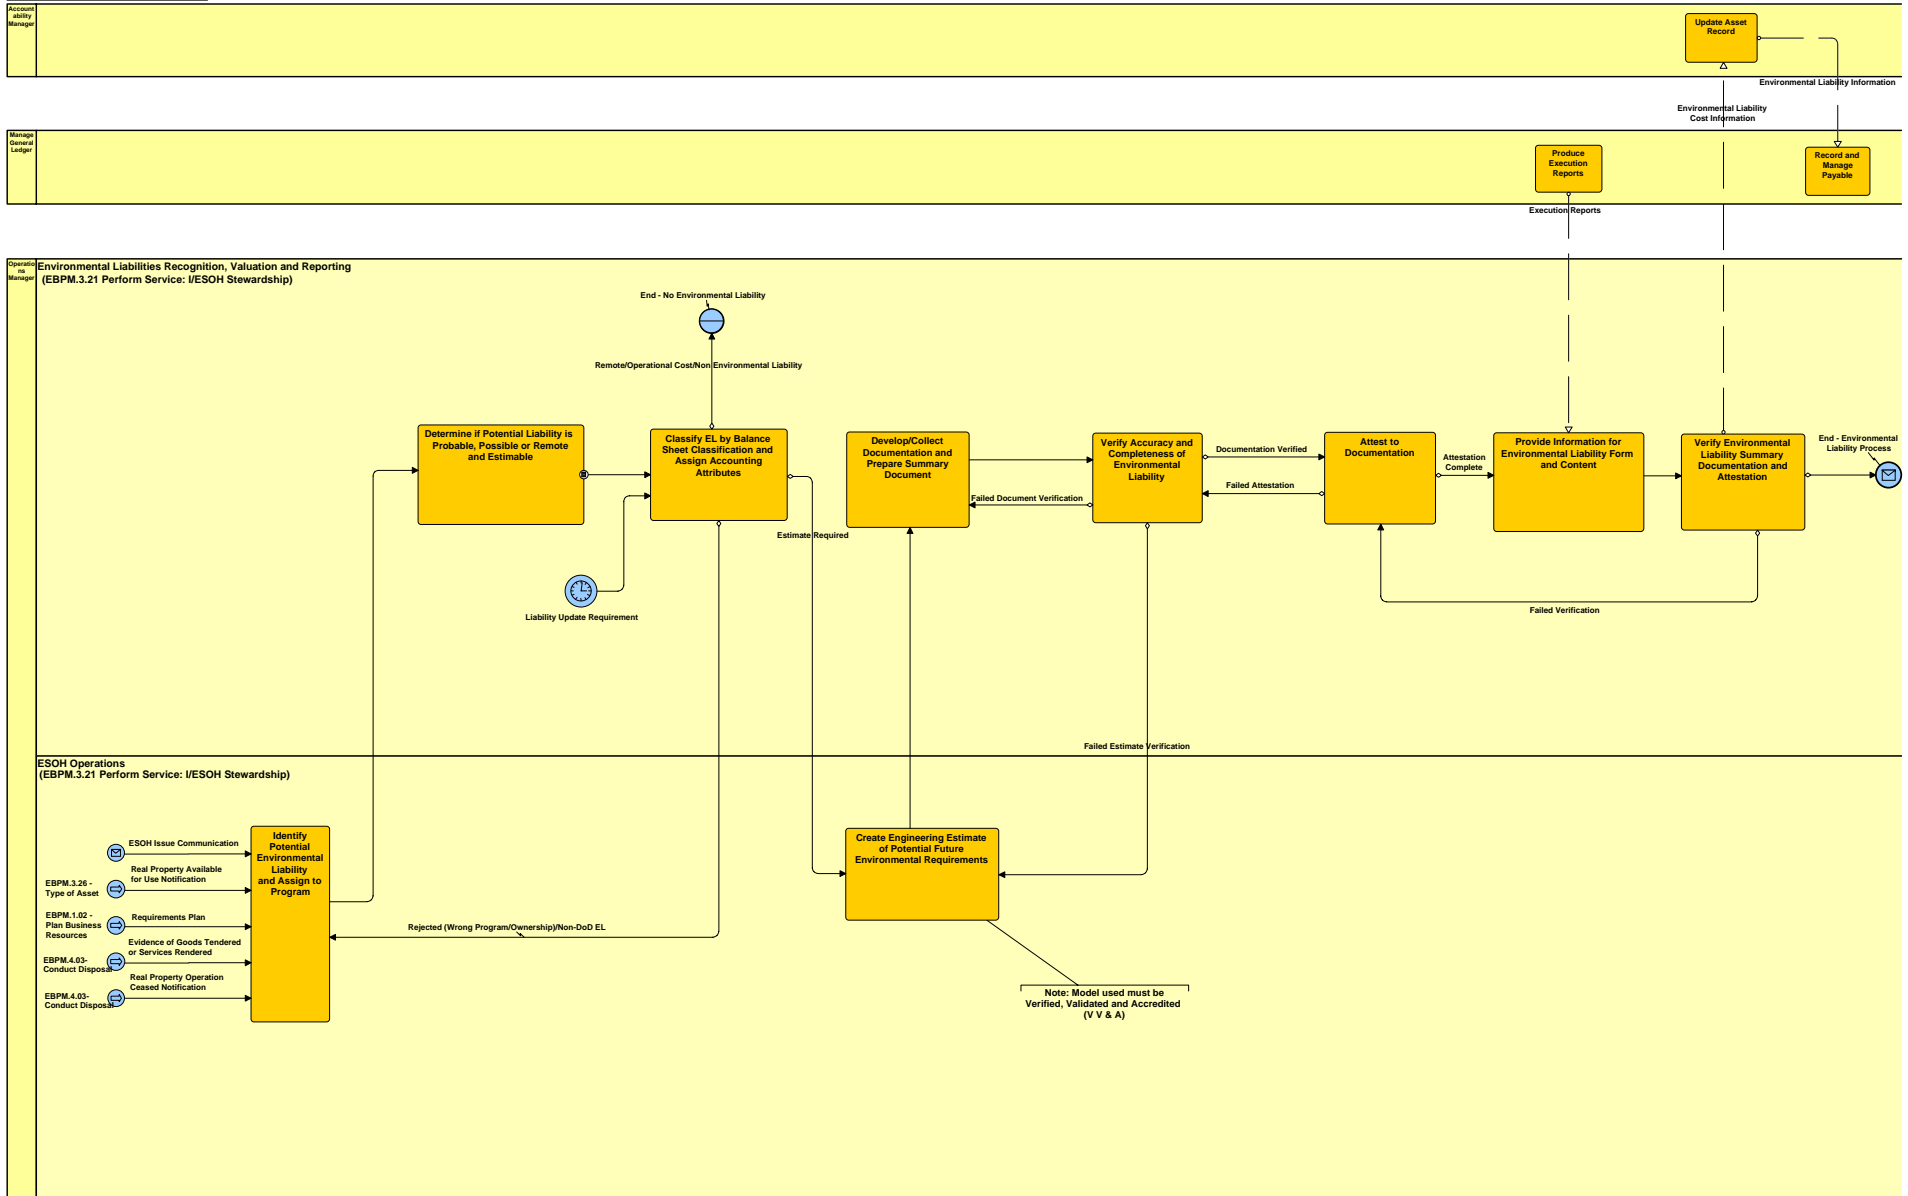 Account
ability
Manager
Update Asset
Record
Environmental Liability Information
Environmental Liability
Cost Information
Manage
General
Ledger
Produce
Execution
Reports
Record and
Manage
Payable
Execution Reports
Operatio
ns
Manager
Environmental Liabilities Recognition, Valuation and Reporting
(EBPM.3.21 Perform Service: I/ESOH Stewardship)
End - No Environmental Liability
Remote/Operational Cost/Non Environmental Liability
Determine if Potential Liability is
Probable, Possible or Remote
and Estimable
Classify EL by Balance
Sheet Classification and
Assign Accounting
Attributes
Estimate Required
Liability Update Requirement
Develop/Collect
Documentation and
Prepare Summary
Document
Failed Document Verification
Verify Accuracy and
Completeness of
Environmental
Liability
Documentation Verified
Failed Attestation
Attest to
Documentation
Attestation
Complete
Provide Information for
Environmental Liability Form
and Content
Verify Environmental
Liability Summary
Documentation and
Attestation
End - Environmental
Liability Process
Failed Verification
Failed Estimate Verification
ESOH Operations
(EBPM.3.21 Perform Service: I/ESOH Stewardship)
ESOH Issue Communication
EBPM.3.26 -
Type of Asset
Real Property Available
for Use Notification
EBPM.1.02 -
Plan Business
Resources
Requirements Plan
EBPM.4.03-
Conduct Disposal
Evidence of Goods Tendered
or Services Rendered
EBPM.4.03-
Conduct Disposal
Real Property Operation
Ceased Notification
Identify
Potential
Environmental
Liability
and Assign to
Program
Rejected (Wrong Program/Ownership)/Non-DoD EL
Create Engineering Estimate
of Potential Future
Environmental Requirements
Note: Model used must be
Verified, Validated and Accredited
(V V & A)